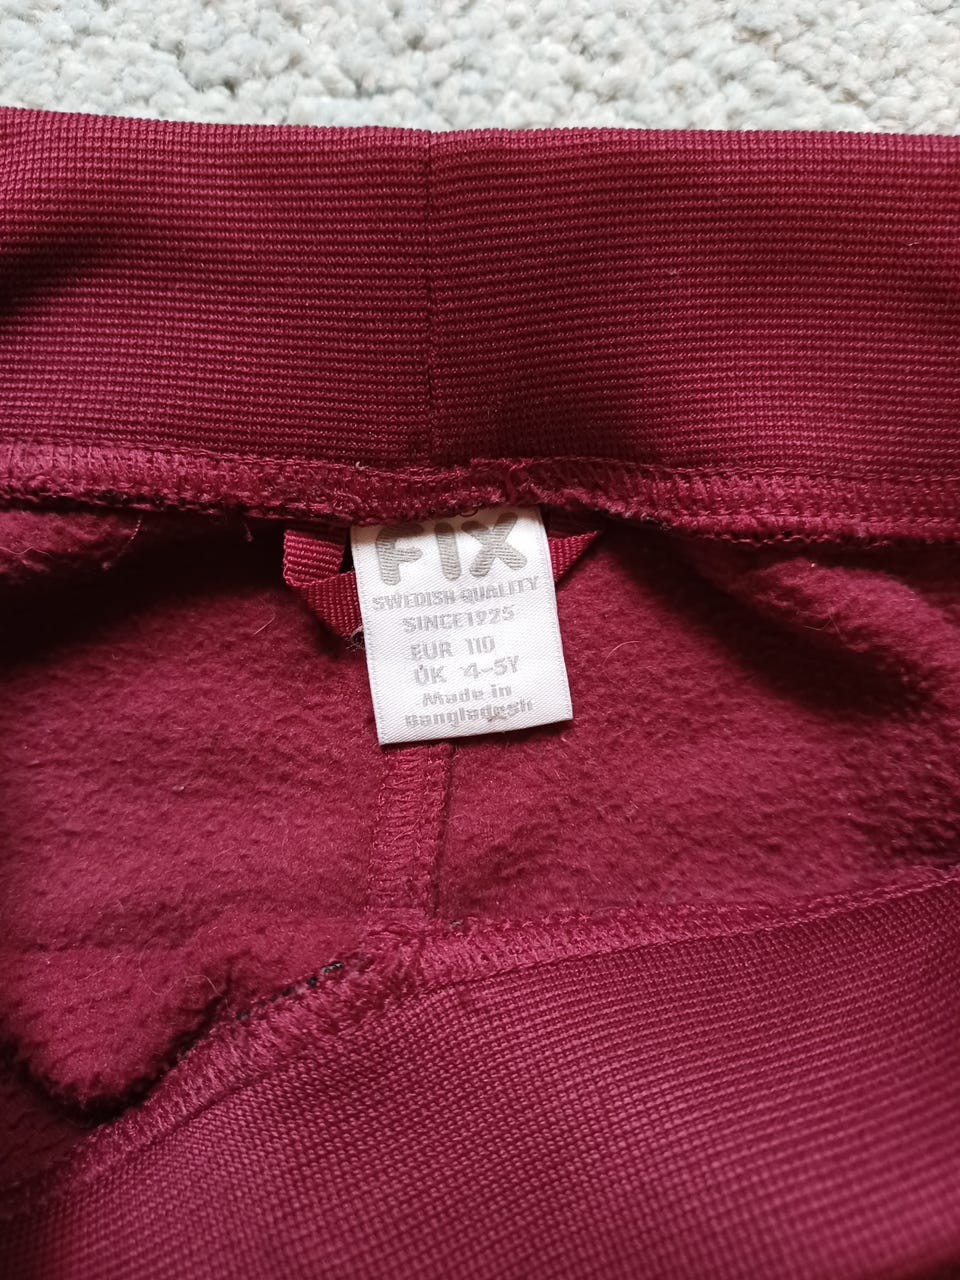 FIX
SWEDISH QUALITY
SINCE1925
EUR 110
UK 4-5Y
Made in
Bangladesh